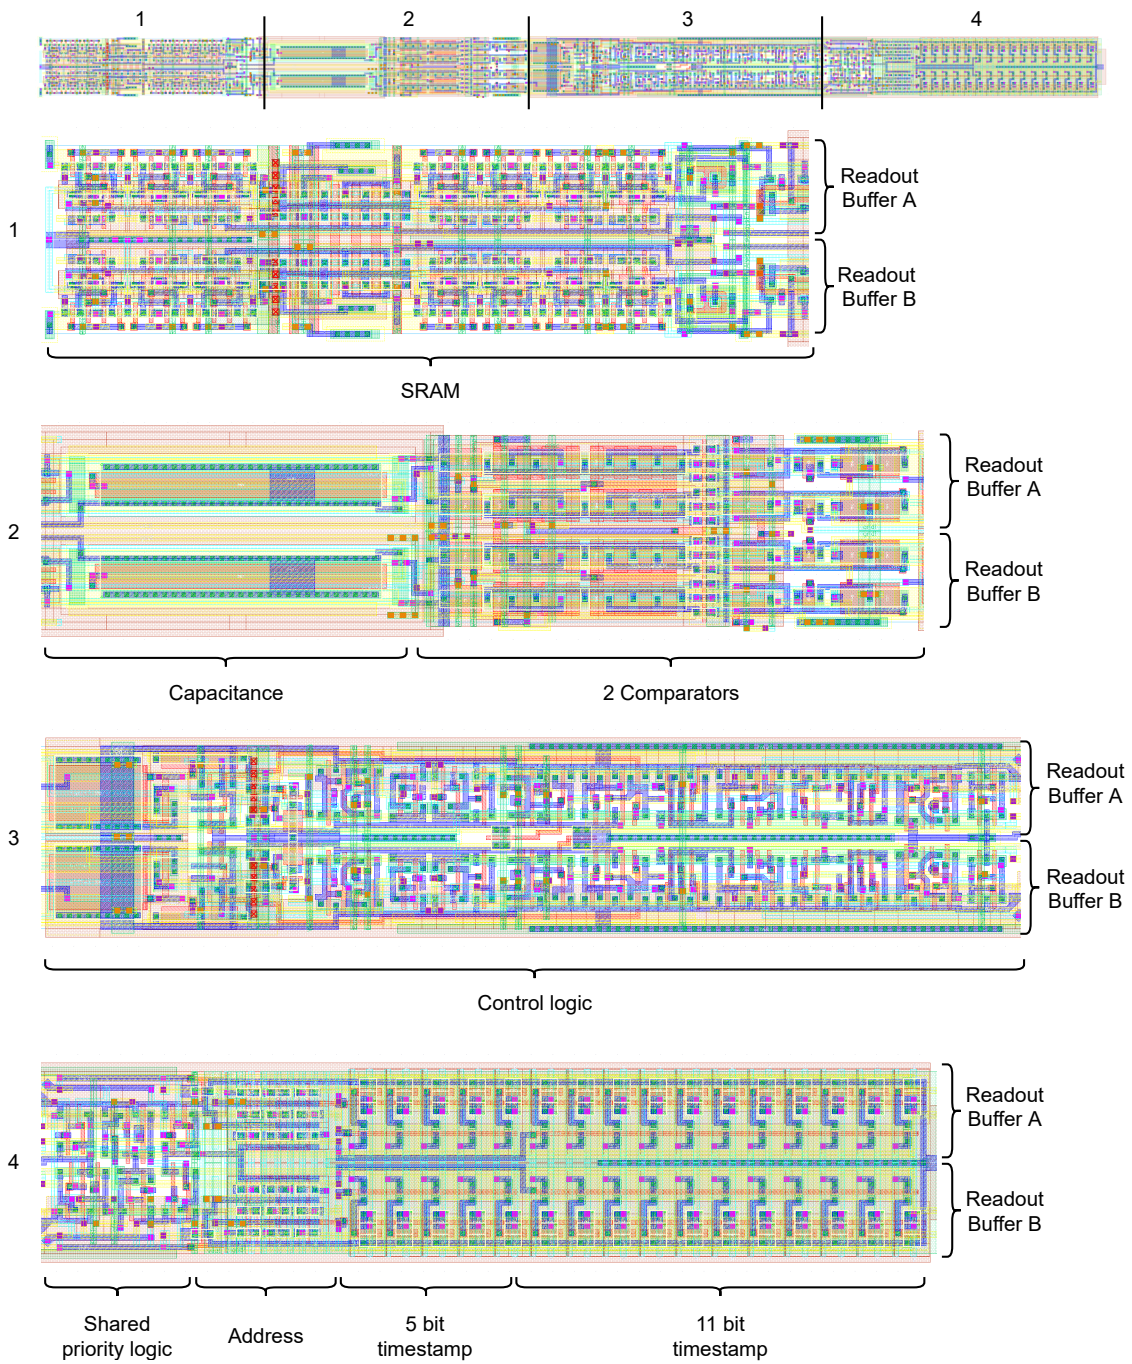 1 2 3 4
1
Readout
Buffer A
Readout
Buffer B
SRAM
2
Readout
Buffer A
Readout
Buffer B
Capacitance
2 Comparators
3
Readout
Buffer A
Readout
Buffer B
Control logic
4
Readout
Buffer A
Readout
Buffer B
Shared
priority logic
Address
5 bit
timestamp
11 bit
timestamp